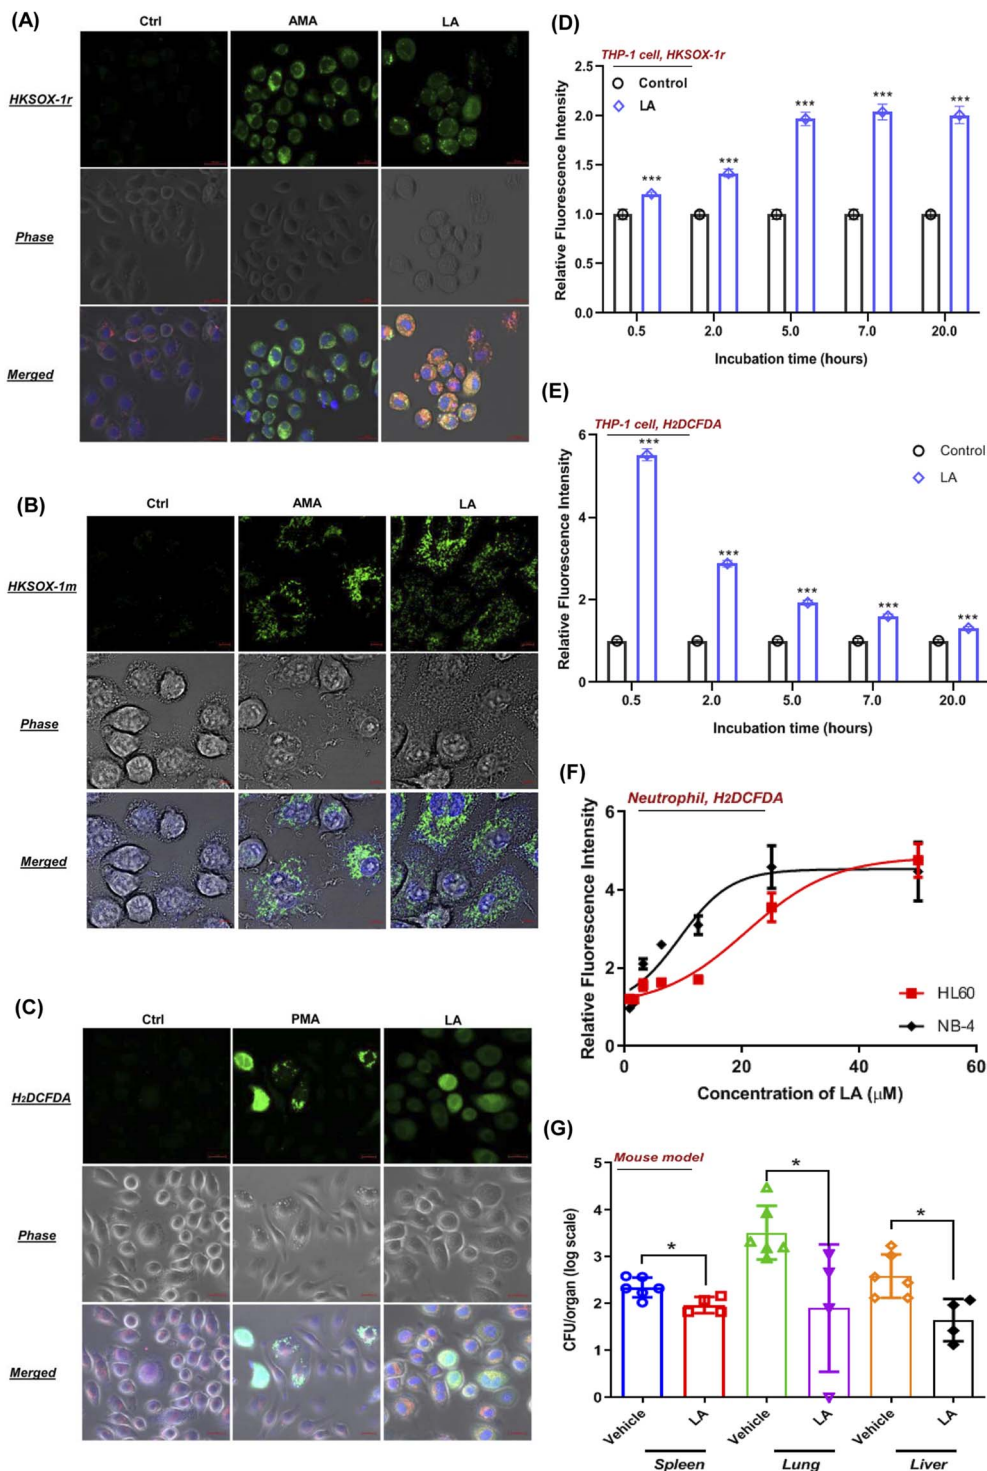 (A)
Ctrl AMA LA
HKSOX-1r
Phase
Merged
(B)
Ctrl AMA LA
HKSOX-1m
Phase
Merged
(C)
Ctrl PMA LA
H2DCFDA
Phase
Merged
(D)
THP-1 cell, HKSOX-1r
Control
LA
Relative Fluorescence Intensity
2.5
2.0
1.5
1.0
0.5
0.0
*** *** *** *** ***
0.5 2.0 5.0 7.0 20.0
Incubation time (hours)
(E)
THP-1 cell, H2DCFDA
Control
LA
Relative Fluorescence Intensity
6
4
2
0
*** *** *** *** ***
0.5 2.0 5.0 7.0 20.0
Incubation time (hours)
(F)
Neutrophil, H2DCFDA
Relative Fluorescence Intensity
6
4
2
0
HL60
NB-4
0 20 40 60
Concentration of LA (μM)
(G)
Mouse model
CFU/organ (log scale)
5
4
3
2
1
0
* * *
Vehicle LA Vehicle LA Vehicle LA
Spleen Lung Liver